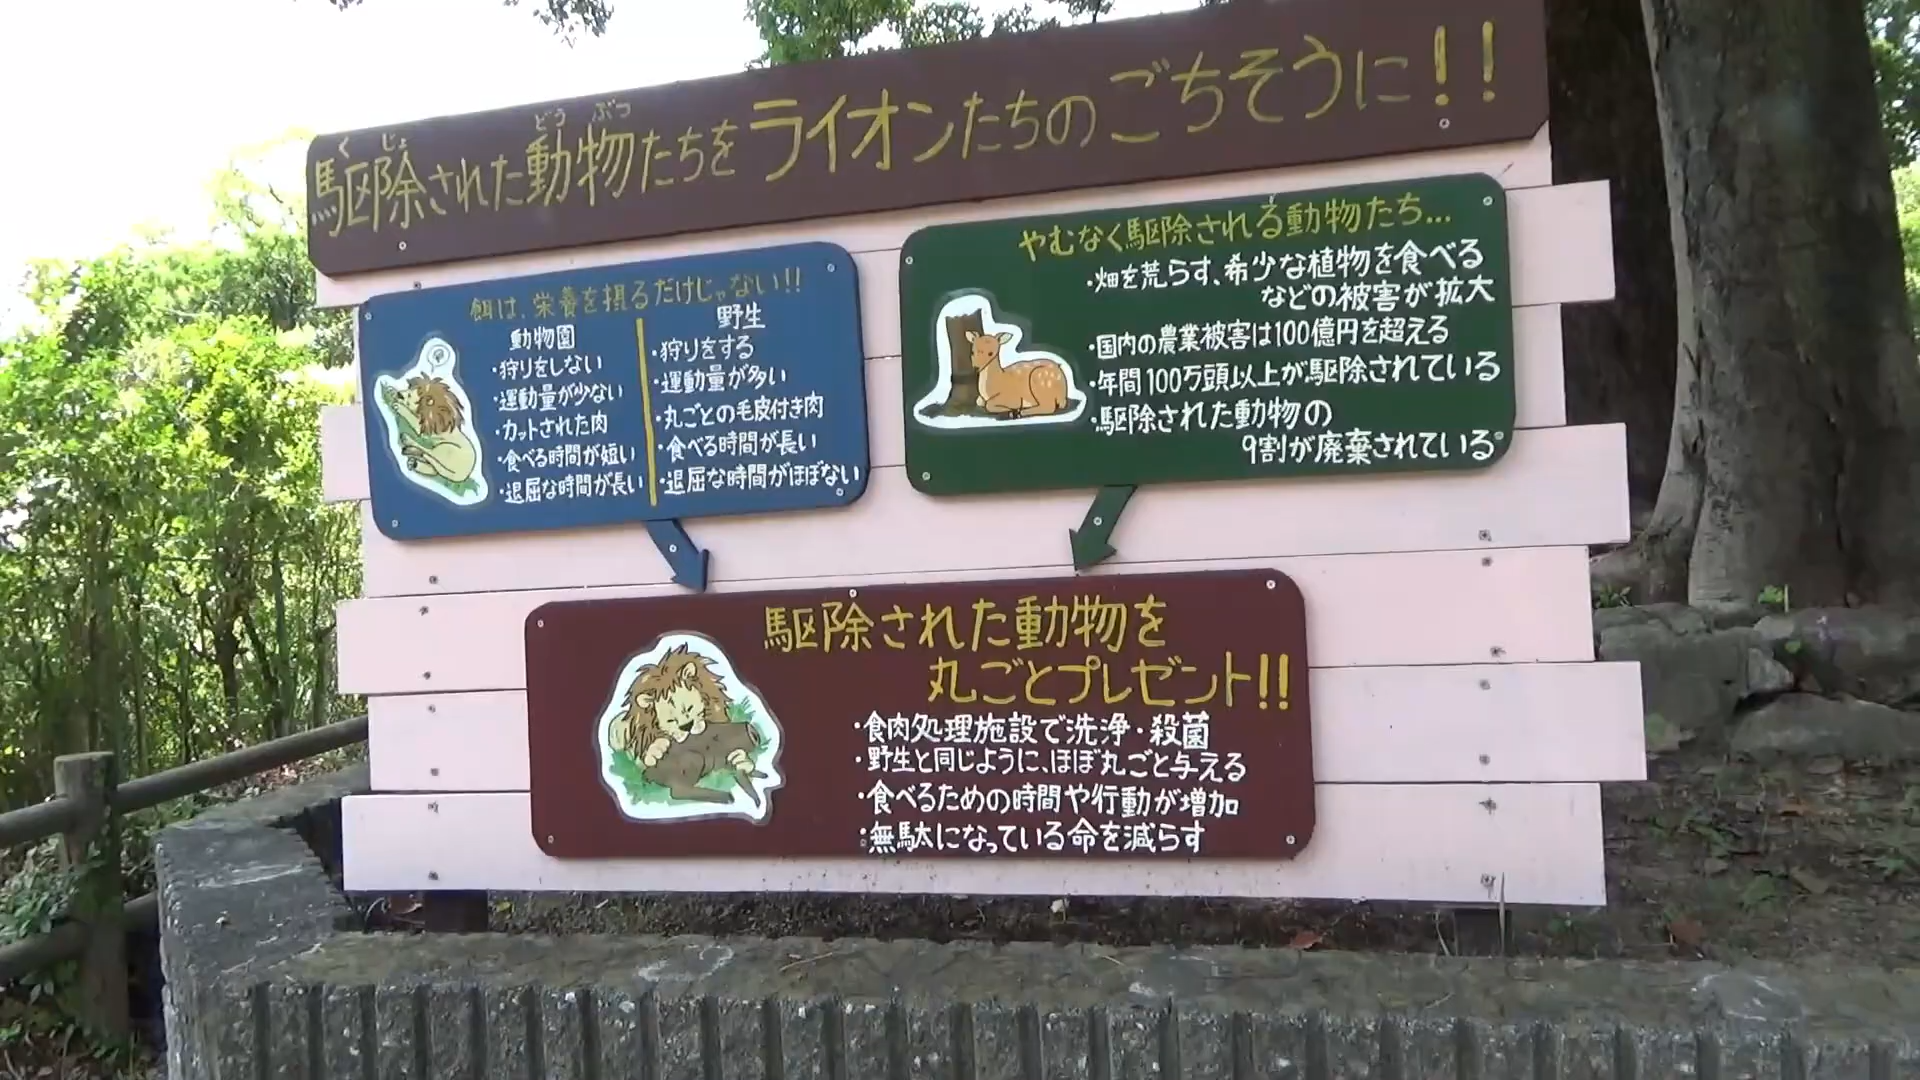 くじょ どうぶつ
駆除された動物たちをライオンたちのごちそうに!!
餌は、栄養を摂るだけじゃない!!
動物園
・狩りをしない
・運動量が少ない
・カットされた肉
・食べる時間が短い
・退屈な時間が長い
野生
・狩りをする
・運動量が多い
・丸ごとの毛皮付き肉
・食べる時間が長い
・退屈な時間がほぼない
やむなく駆除される動物たち…
・畑を荒らす、希少な植物を食べる
などの被害が拡大
・国内の農業被害は100億円を超える
・年間100万頭以上が駆除されている
・駆除された動物の
9割が廃棄されている
駆除された動物を
丸ごとプレゼント!!
・食肉処理施設で洗浄・殺菌
・野生と同じように、ほぼ丸ごと与える
・食べるための時間や行動が増加
・無駄になっている命を減らす